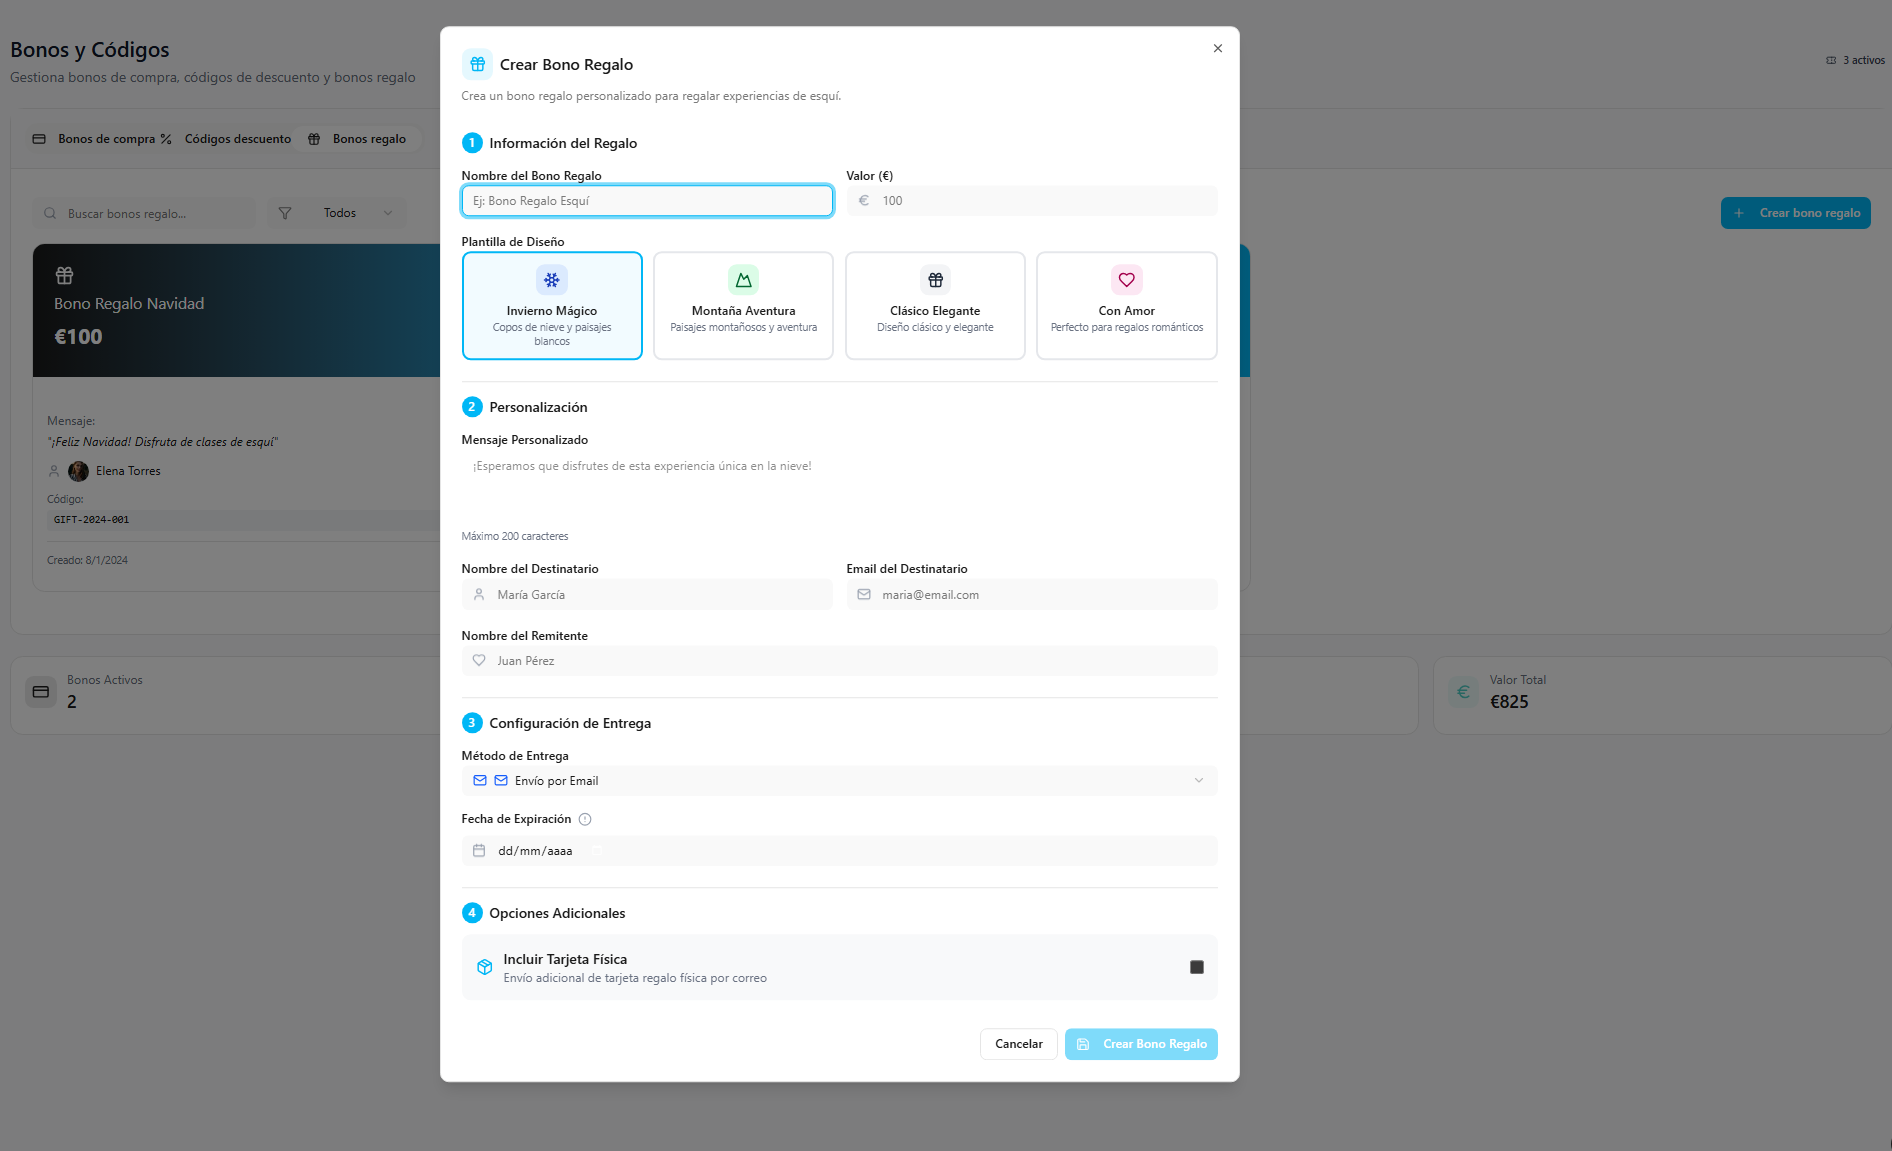 Bonos y Códigos
Gestiona bonos de compra, códigos de descuento y bonos regalo
3 activos
Bonos de compra
Códigos descuento
Bonos regalo
Buscar bonos regalo...
Todos
Crear bono regalo
Bono Regalo Navidad
€100
Mensaje:
"¡Feliz Navidad! Disfruta de clases de esquí"
Elena Torres
Código:
GIFT-2024-001
Creado: 8/1/2024
Bonos Activos
2
Valor Total
€825
Crear Bono Regalo
Crea un bono regalo personalizado para regalar experiencias de esquí.
1 Información del Regalo
Nombre del Bono Regalo
Ej: Bono Regalo Esquí
Valor (€)
€ 100
Plantilla de Diseño
Invierno Mágico
Copos de nieve y paisajes
blancos
Montaña Aventura
Paisajes montañosos y aventura
Clásico Elegante
Diseño clásico y elegante
Con Amor
Perfecto para regalos románticos
2 Personalización
Mensaje Personalizado
¡Esperamos que disfrutes de esta experiencia única en la nieve!
Máximo 200 caracteres
Nombre del Destinatario
María García
Email del Destinatario
maria@email.com
Nombre del Remitente
Juan Pérez
3 Configuración de Entrega
Método de Entrega
Envío por Email
Fecha de Expiración
dd/mm/aaaa
4 Opciones Adicionales
Incluir Tarjeta Física
Envío adicional de tarjeta regalo física por correo
Cancelar
Crear Bono Regalo